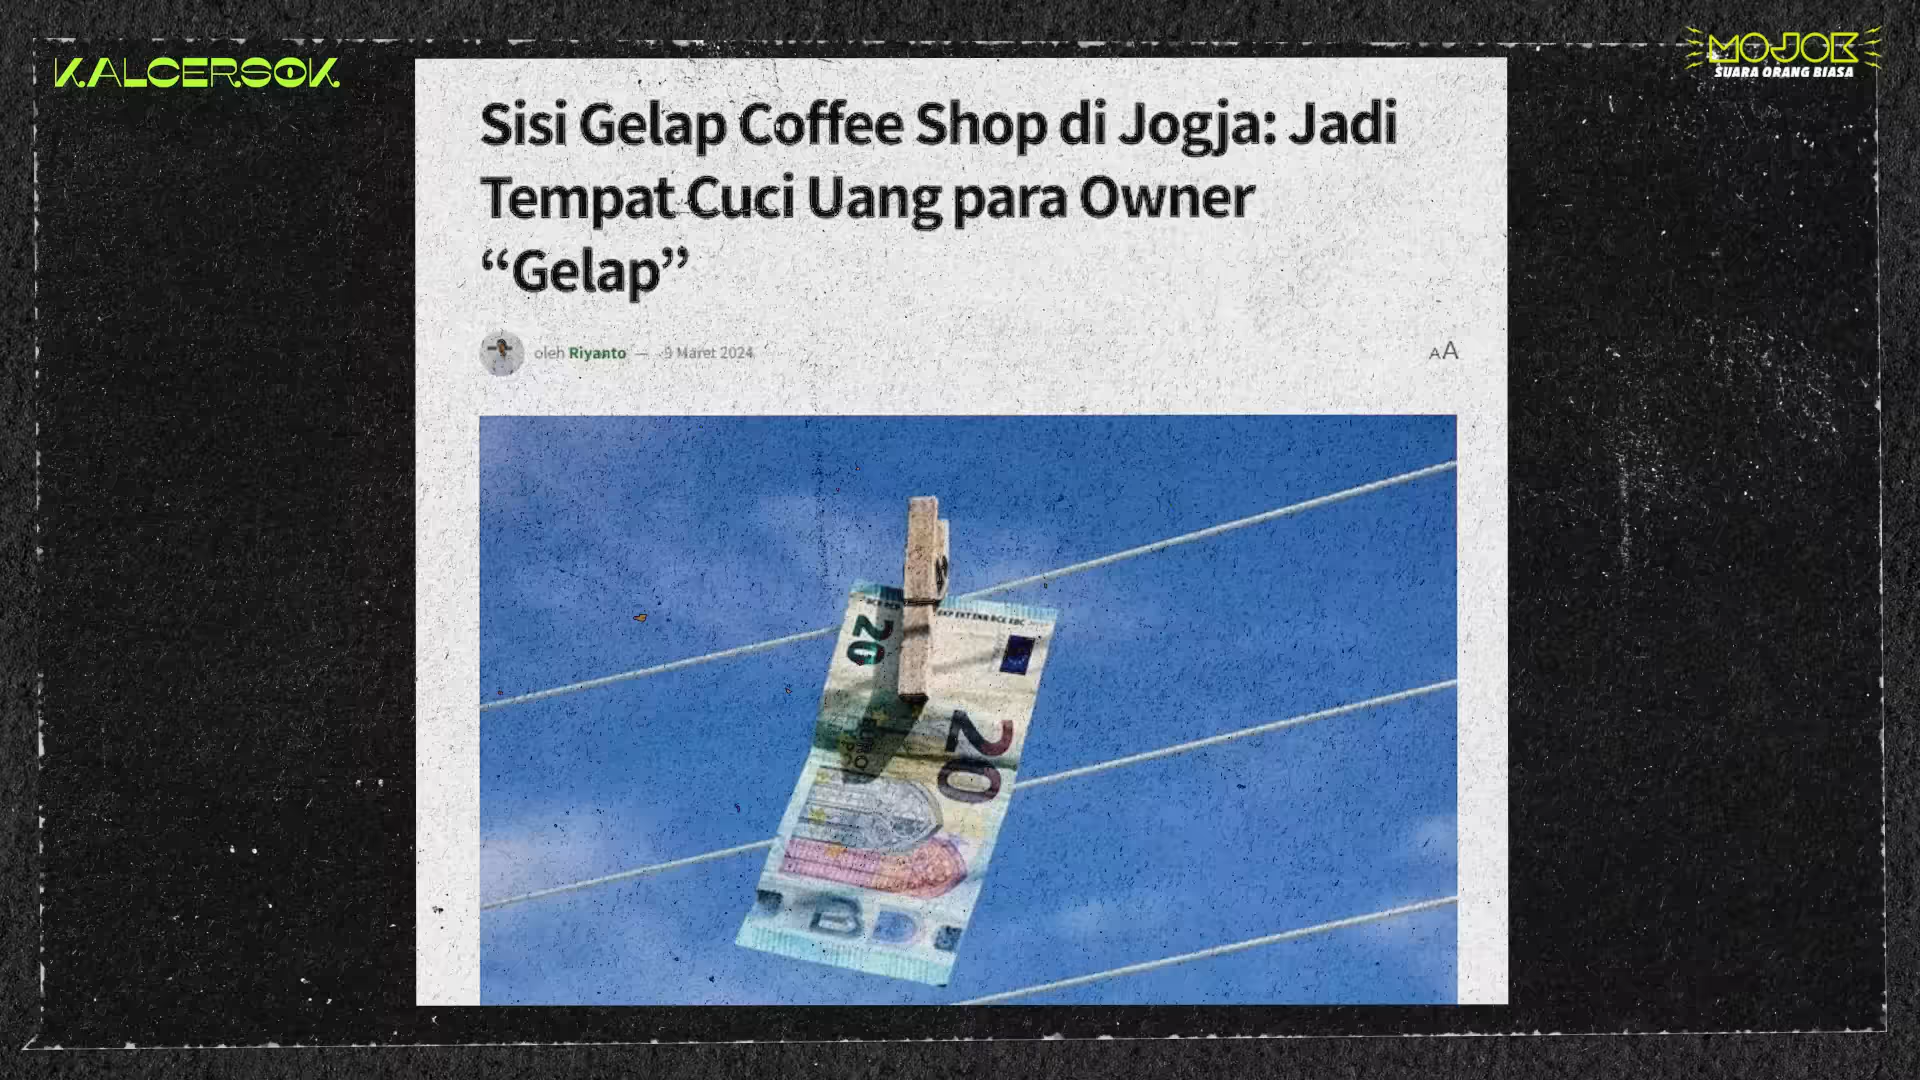 KALCERSOK
MOJOK
SUARA ORANG BIASA
Sisi Gelap Coffee Shop di Jogja: Jadi
Tempat Cuci Uang para Owner
“Gelap”
oleh Riyanto — 9 Maret 2024
AA
20
20